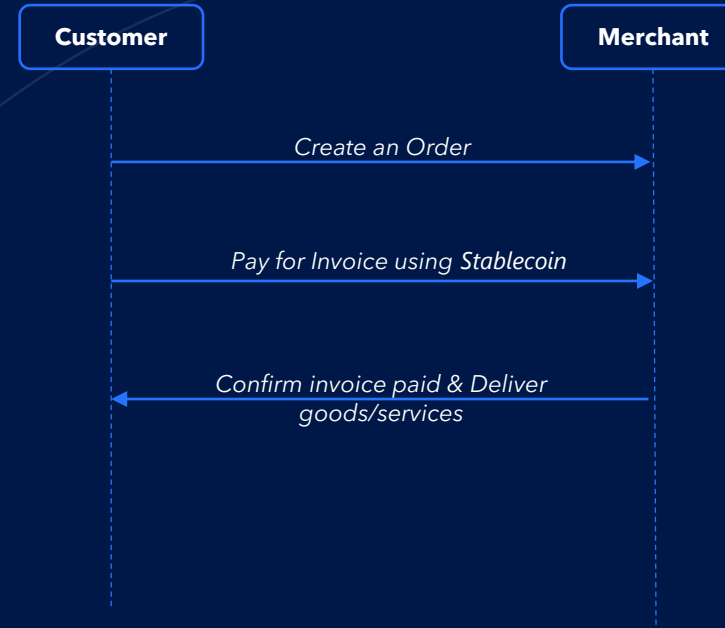 Customer
Merchant
Create an Order
Pay for Invoice using Stablecoin
Confirm invoice paid & Deliver
goods/services